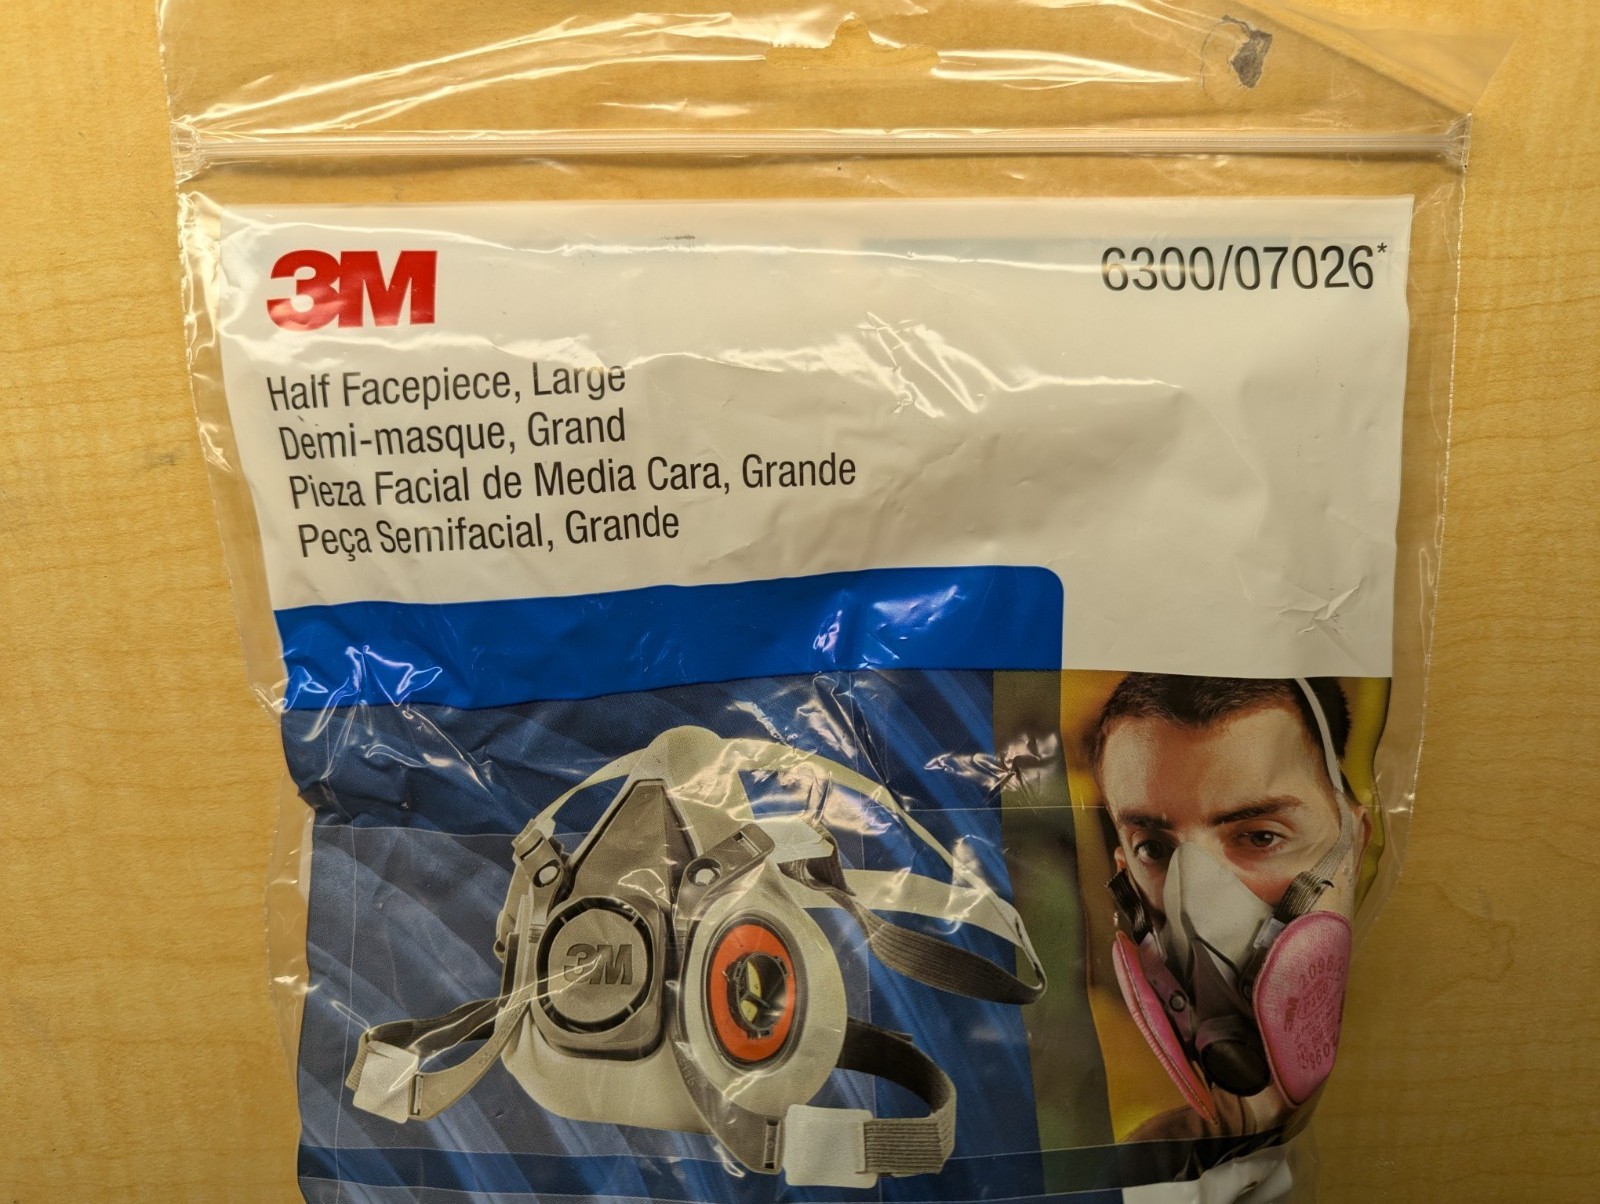 3M
6300/07026*
Half Facepiece, Large
Demi-masque, Grand
Pieza Facial de Media Cara, Grande
Peça Semifacial, Grande
3M
2096